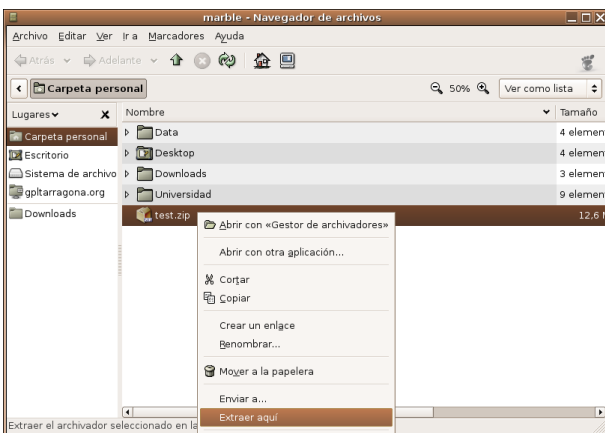 marble - Navegador de archivos
Archivo Editar Ver Ir a Marcadores Ayuda
Atrás Adelante
Carpeta personal 50% Ver como lista
Lugares Nombre Tamaño
Carpeta personal
Escritorio
Sistema de archivo
gpltarragona.org
Downloads
Data 4 elemen
Desktop 4 elemen
Downloads 3 elemen
Universidad 9 elemen
test.zip 12,6
Abrir con «Gestor de archivadores»
Abrir con otra aplicación...
Cortar
Copiar
Crear un enlace
Renombrar...
Mover a la papelera
Enviar a...
Extraer aquí
Extraer el archivador seleccionado en la